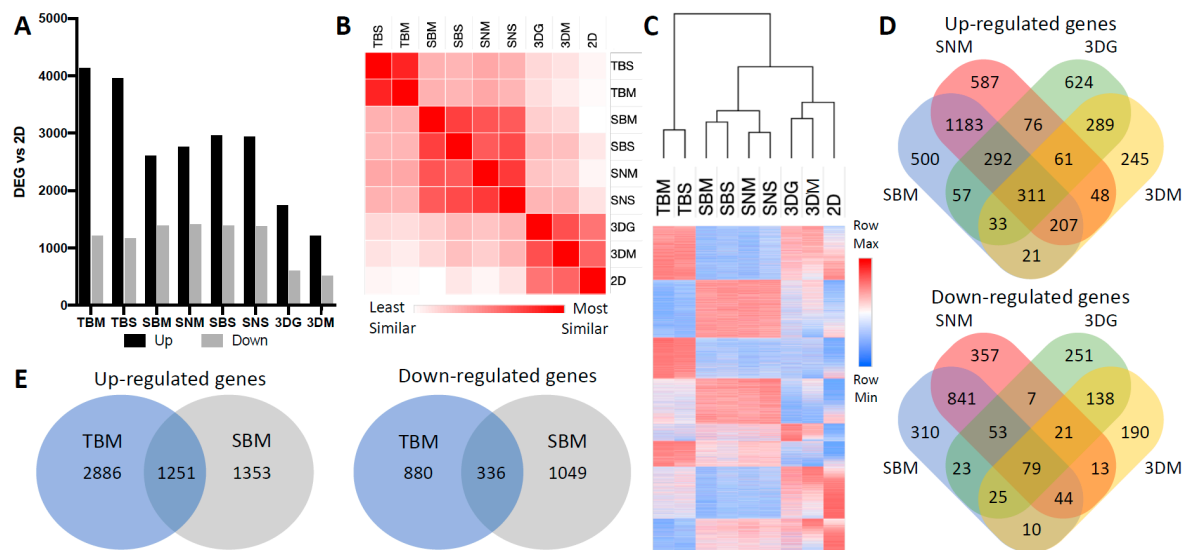 A
5000
4000
3000
2000
1000
0
DEG vs 2D
TBM TBS SBM SNM SBS SNS 3DG 3DM
Up Down
B
TBS TBM SBM SBS SNM SNS 3DG 3DM 2D
TBS
TBM
SBM
SBS
SNM
SNS
3DG
3DM
2D
Least Similar
Most Similar
C
TBM TBS SBM SBS SNM SNS 3DG 3DM 2D
Row Max
Row Min
D
Up-regulated genes
SNM 3DG
587 624
1183 76 289
500 292 61 245
SBM 57 311 48 3DM
33 207
21
Down-regulated genes
SNM 3DG
357 251
841 7 138
310 53 21 190
SBM 23 79 13 3DM
25 44
10
E
Up-regulated genes
TBM SBM
2886 1251 1353
Down-regulated genes
TBM SBM
880 336 1049